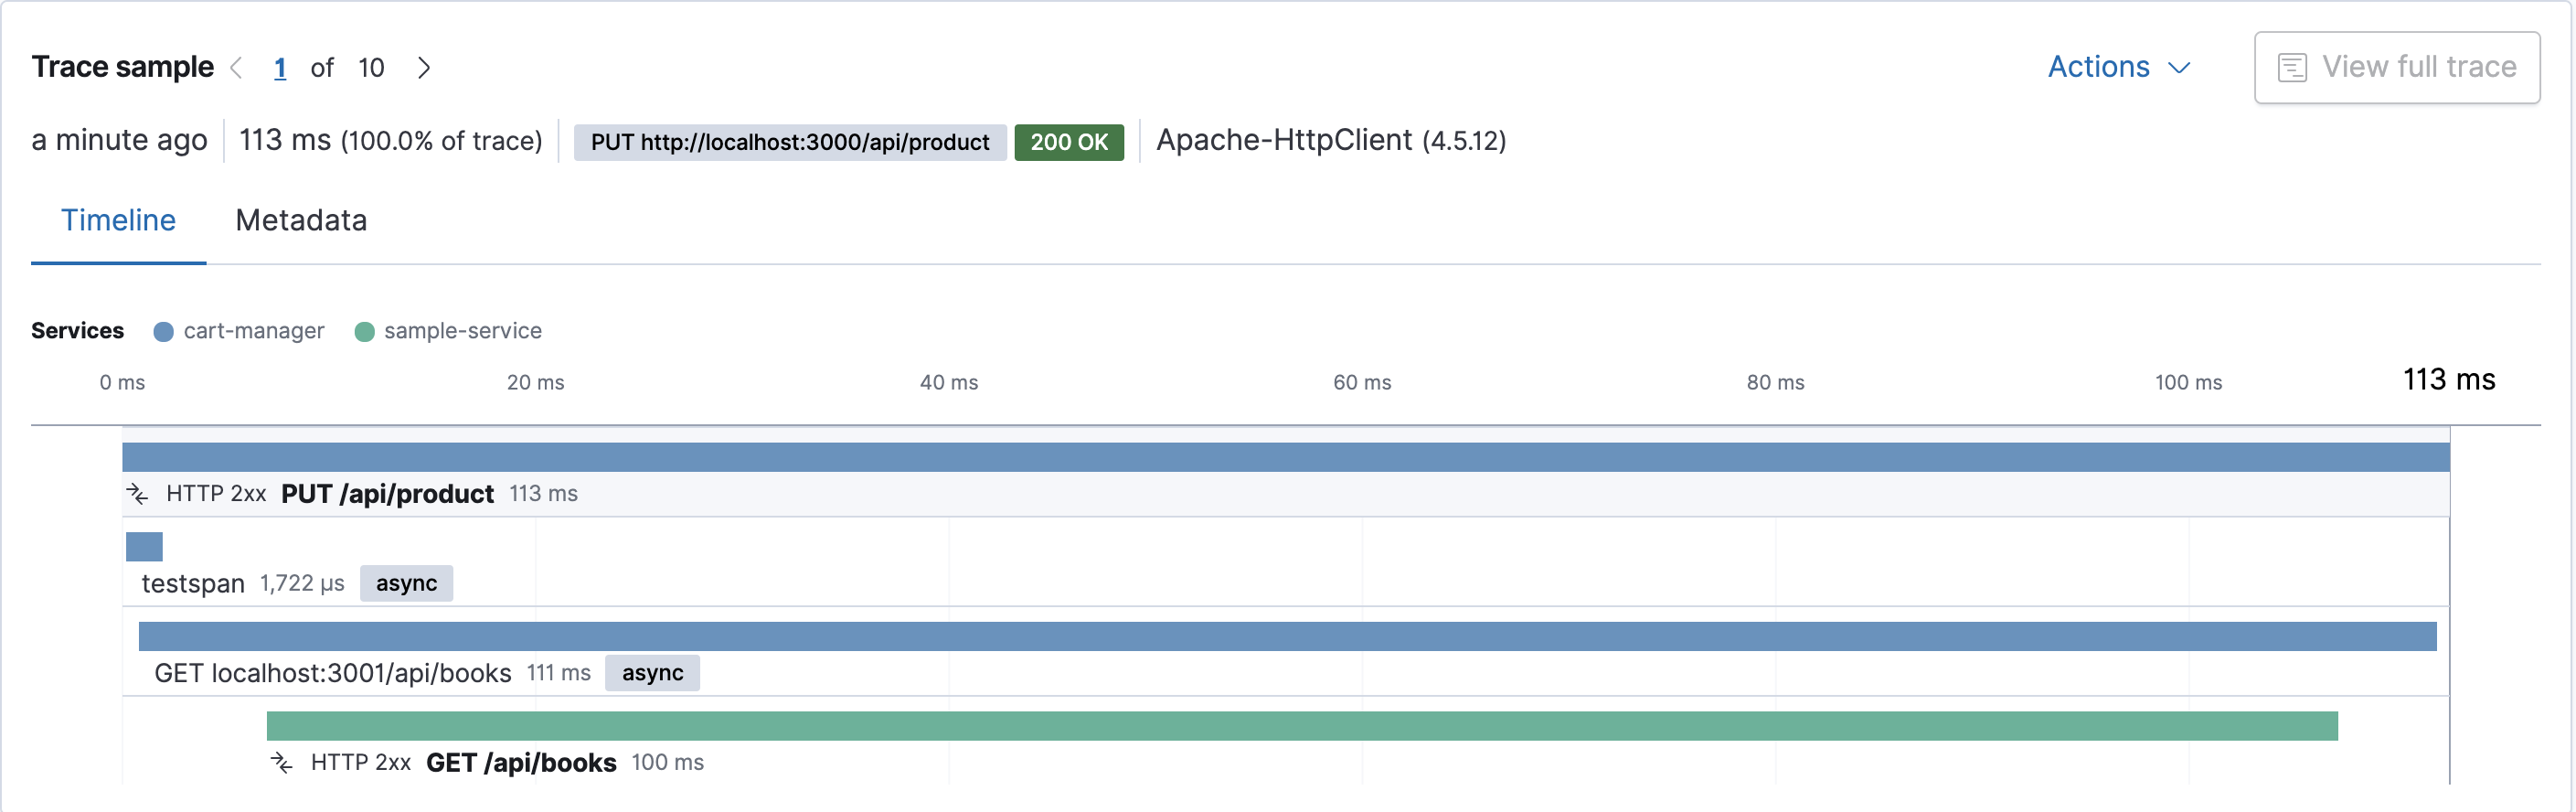 Trace sample 1 of 10 Actions View full trace
a minute ago 113 ms (100.0% of trace) PUT http://localhost:3000/api/product 200 OK Apache-HttpClient (4.5.12)
Timeline Metadata
Services cart-manager sample-service
0 ms 20 ms 40 ms 60 ms 80 ms 100 ms 113 ms
HTTP 2xx PUT /api/product 113 ms
testspan 1,722 μs async
GET localhost:3001/api/books 111 ms async
HTTP 2xx GET /api/books 100 ms